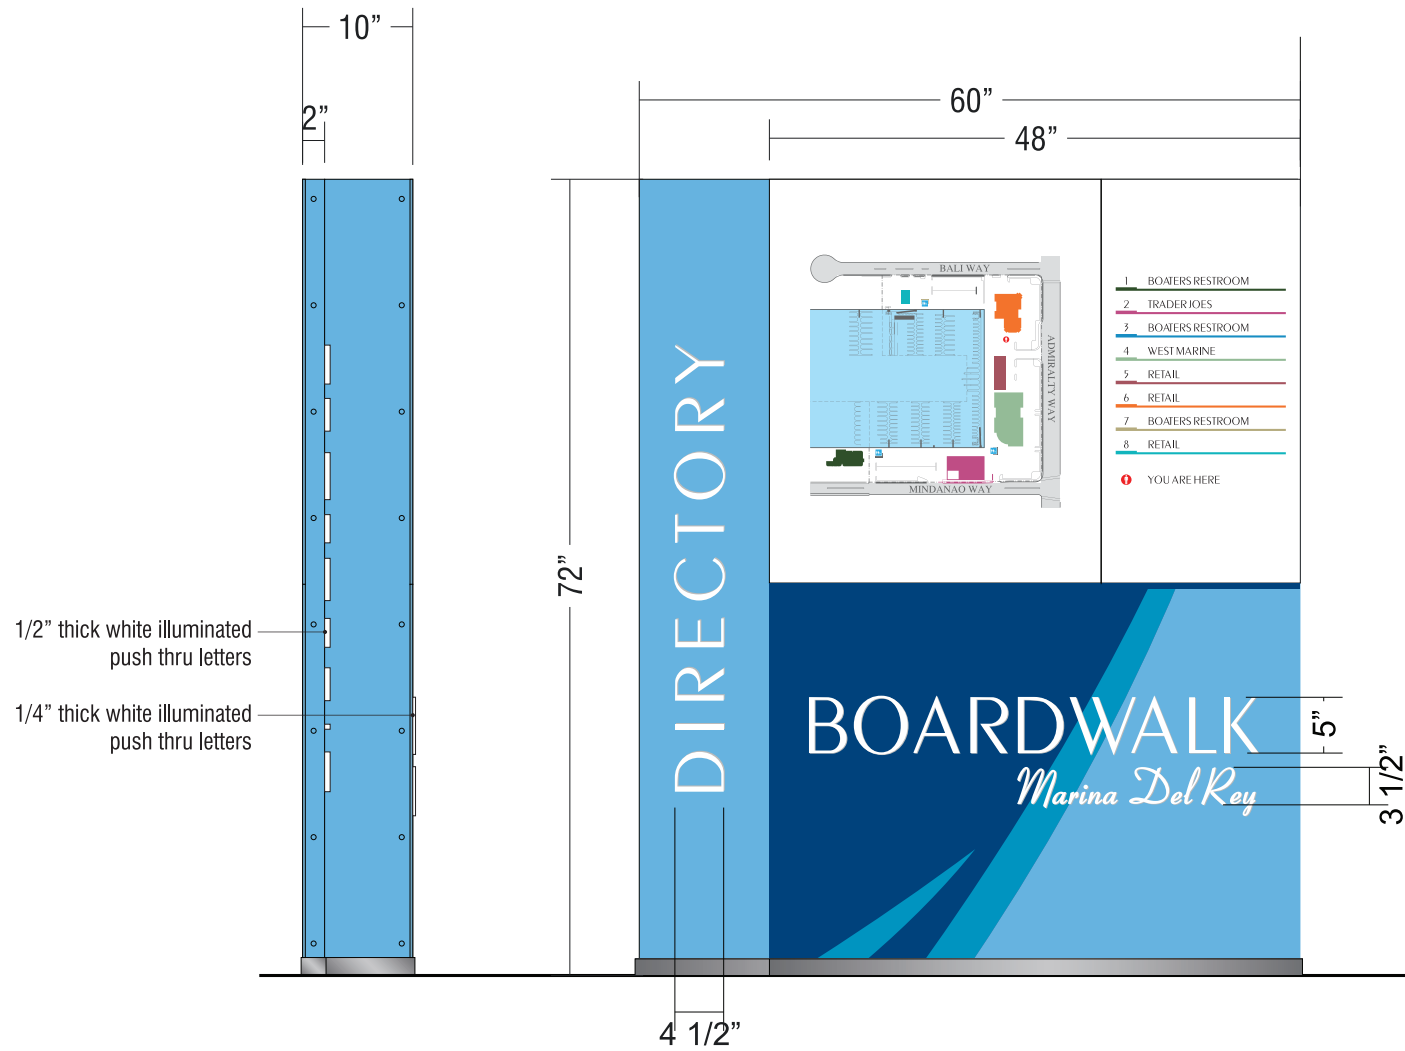 10”
2”
60”
48”
72”
1/2” thick white illuminated
push thru letters
1/4” thick white illuminated
push thru letters
DIRECTORY
4 1/2”
BALI WAY
ADMIRALTY WAY
MINDANAO WAY
1 BOATERS RESTROOM
2 TRADER JOES
3 BOATERS RESTROOM
4 WEST MARINE
5 RETAIL
6 RETAIL
7 BOATERS RESTROOM
8 RETAIL
YOU ARE HERE
BOARDWALK
Marina Del Rey
5”
3 1/2”